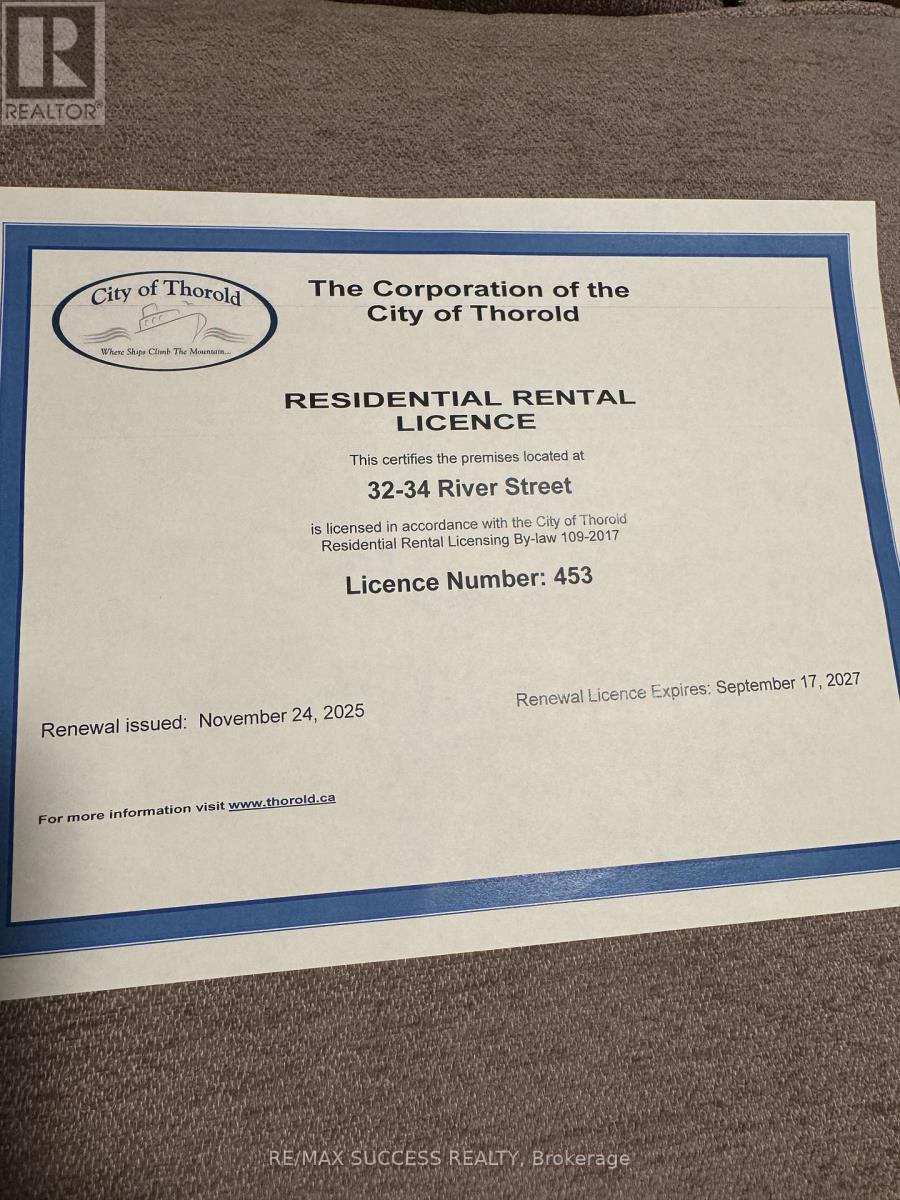 R
REALTOR®
City of Thorold
Where Ships Climb The Mountain...
The Corporation of the
City of Thorold
RESIDENTIAL RENTAL
LICENCE
This certifies the premises located at
32-34 River Street
is licensed in accordance with the City of Thorold
Residential Rental Licensing By-law 109-2017
Licence Number: 453
Renewal issued: November 24, 2025
Renewal Licence Expires: September 17, 2027
For more information visit www.thorold.ca
RE/MAX SUCCESS REALTY, Brokerage